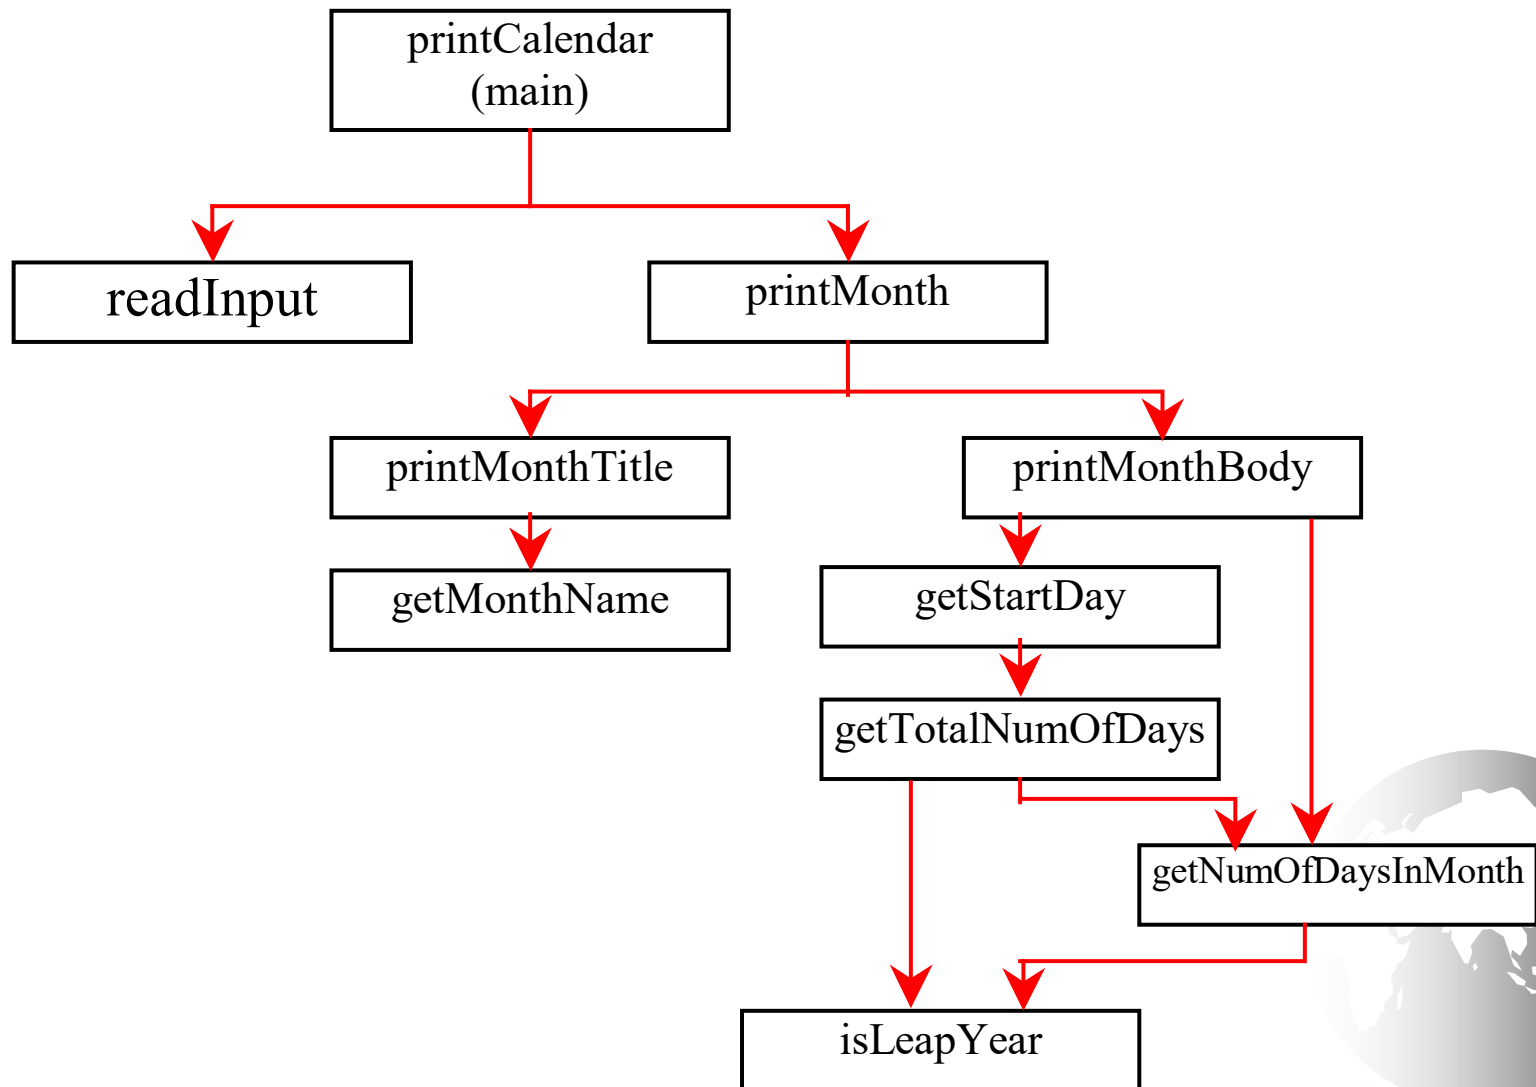 printCalendar
(main)
readInput
printMonth
printMonthTitle
printMonthBody
getMonthName
getStartDay
getTotalNumOfDays
getNumOfDaysInMonth
isLeapYear